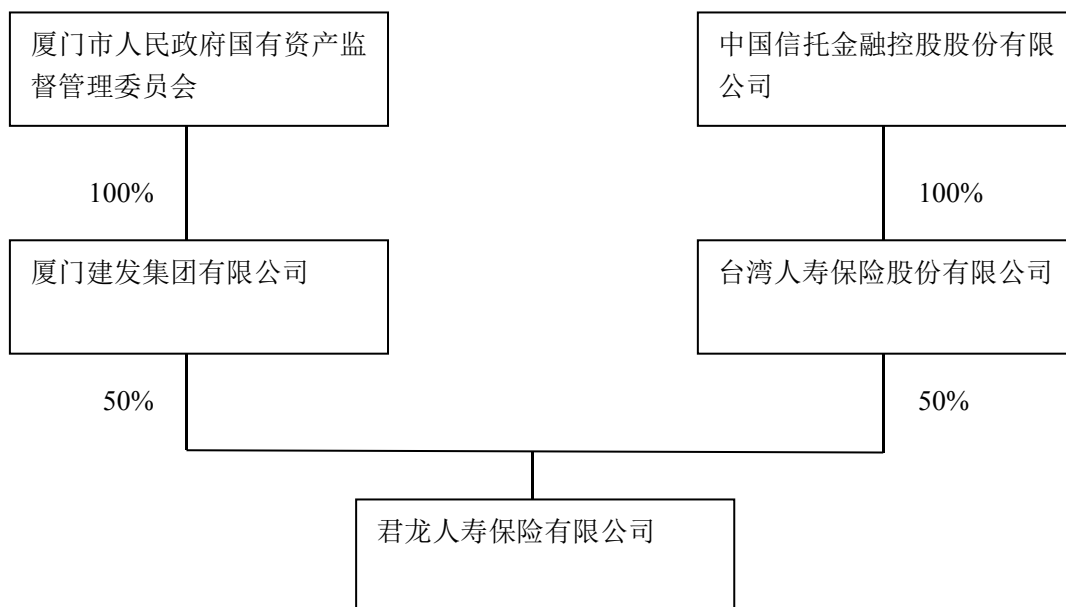 厦门市人民政府国有资产监
督管理委员会
中国信托金融控股股份有限
公司
100%
100%
厦门建发集团有限公司
台湾人寿保险股份有限公司
50%
50%
君龙人寿保险有限公司